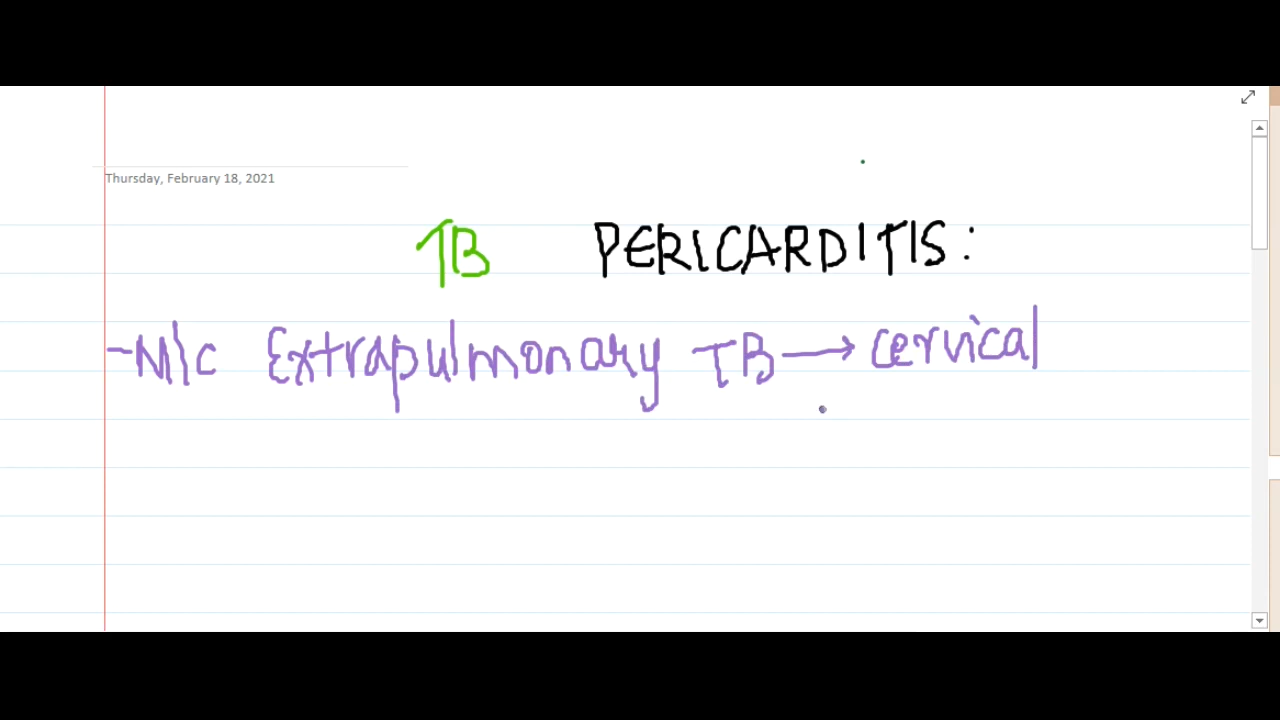 Thursday, February 18, 2021
TB PERICARDITIS:
-M/c Extrapulmonary TB → cervical